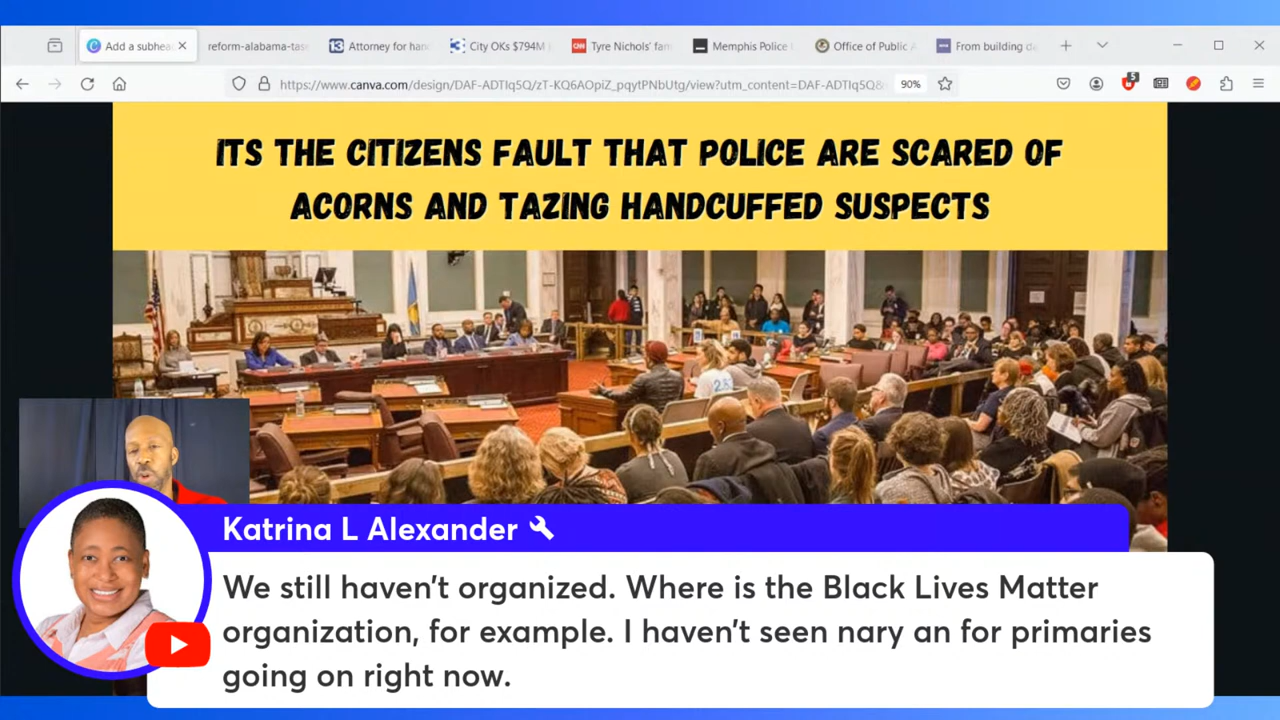 Add a subhea
reform-alabama-tas
Attorney for han
City OKs $794M
Tyre Nichols' fam
Memphis Police
Office of Public A
From building d
https://www.canva.com/design/DAF-ADTIq5Q/zT-KQ6AOpiZ_pqytPNbUtg/view?utm_content=DAF-ADTIq5Q&
90%
5
ITS THE CITIZENS FAULT THAT POLICE ARE SCARED OF
ACORNS AND TAZING HANDCUFFED SUSPECTS
Katrina L Alexander
We still haven't organized. Where is the Black Lives Matter
organization, for example. I haven't seen nary an for primaries
going on right now.